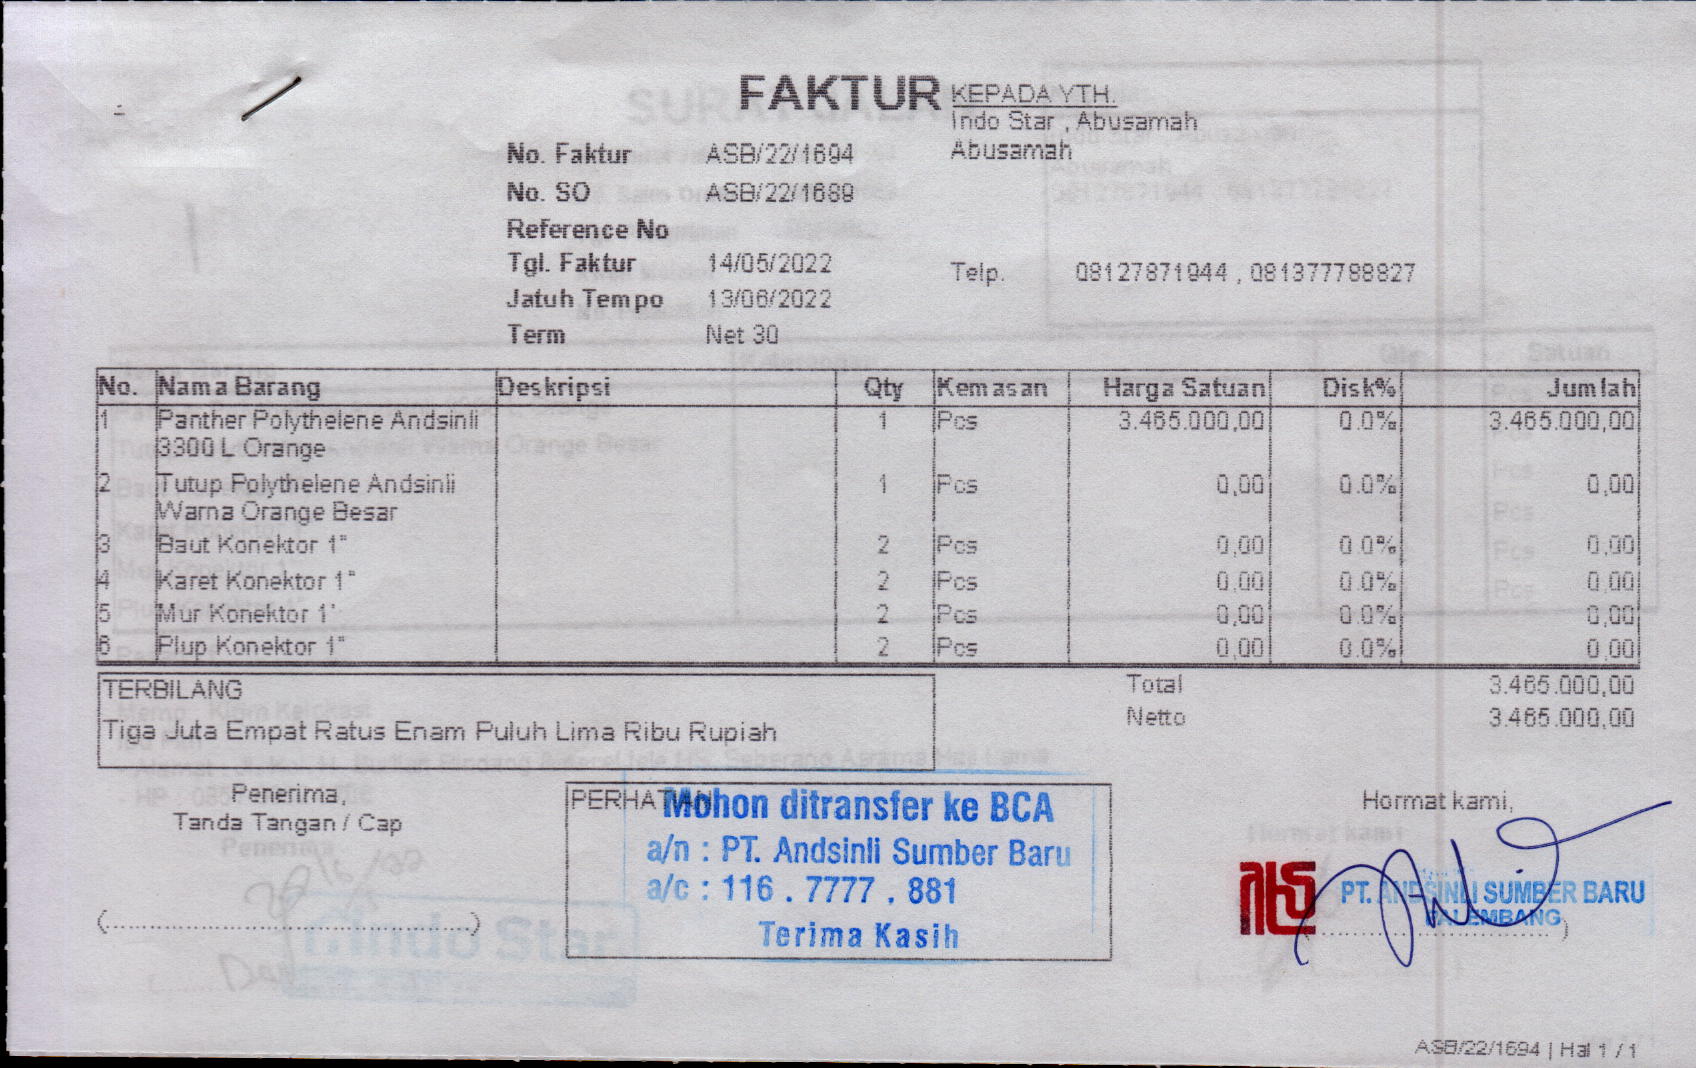 FAKTUR
KEPADA YTH.
Indo Star , Abusamah
Abusamah
No. Faktur ASB/22/1694
No. SO ASB/22/1689
Reference No
Tgl. Faktur 14/05/2022
Jatuh Tempo 13/06/2022
Term Net 30
Telp. 08127871944 , 081377788827
No. Nama Barang Deskripsi Qty Kemasan Harga Satuan Disk% Jumlah
1 Panther Polythelene Andsinli 1 Pcs 3.465.000,00 0.0% 3.465.000,00
3300 L Orange
2 Tutup Polythelene Andsinli 1 Pcs 0,00 0.0% 0,00
Warna Orange Besar
3 Baut Konektor 1" 2 Pcs 0,00 0.0% 0,00
4 Karet Konektor 1" 2 Pcs 0,00 0.0% 0,00
5 Mur Konektor 1' 2 Pcs 0,00 0.0% 0,00
6 Plup Konektor 1" 2 Pcs 0,00 0.0% 0,00
TERBILANG
Tiga Juta Empat Ratus Enam Puluh Lima Ribu Rupiah
Total 3.465.000,00
Netto 3.465.000,00
Penerima,
Tanda Tangan / Cap
(................................................)
PERHATIAN
Mohon ditransfer ke BCA
a/n : PT. Andsinli Sumber Baru
a/c : 116 . 7777 . 881
Terima Kasih
Hormat kami,
PT. ANDSINLI SUMBER BARU
PALEMBANG
ASB/22/1694 | Hal 1 / 1